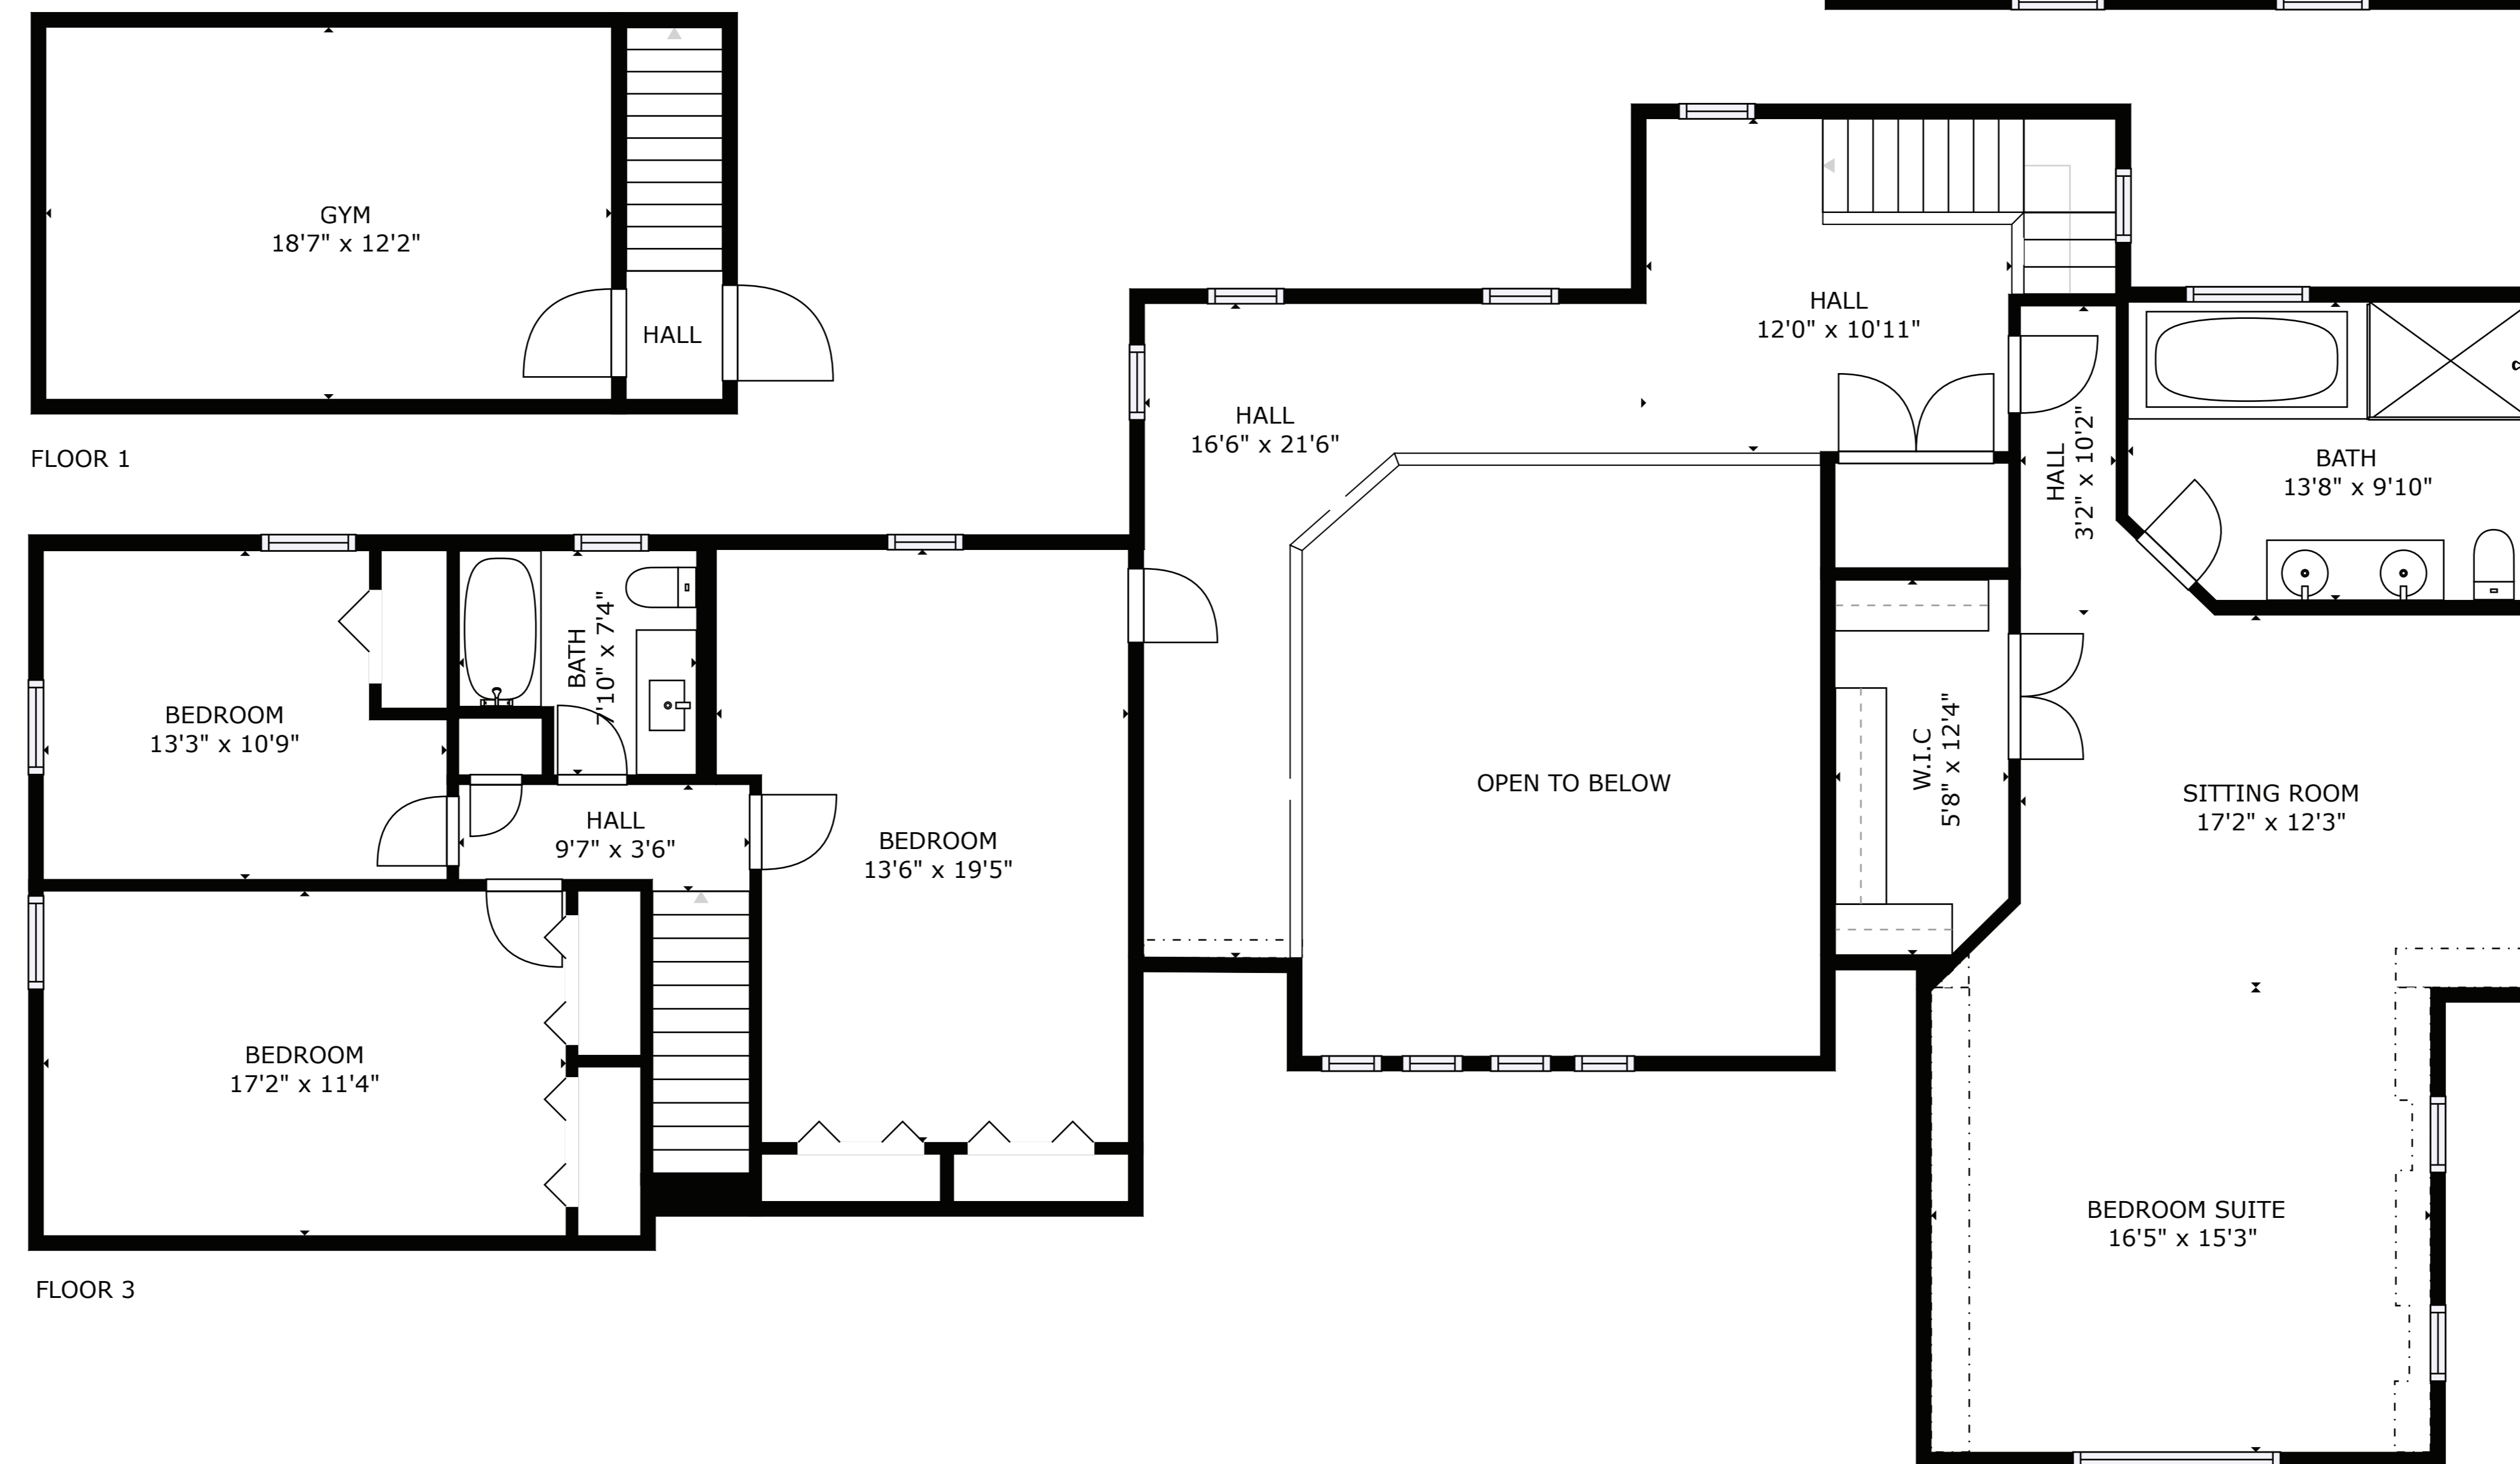 GYM
18'7" x 12'2"
HALL
FLOOR 1
HALL
12'0" x 10'11"
HALL
16'6" x 21'6"
HALL
3'2" x 10'2"
BATH
13'8" x 9'10"
BEDROOM
13'3" x 10'9"
BATH
7'10" x 7'4"
HALL
9'7" x 3'6"
BEDROOM
13'6" x 19'5"
OPEN TO BELOW
W.I.C
5'8" x 12'4"
SITTING ROOM
17'2" x 12'3"
BEDROOM
17'2" x 11'4"
BEDROOM SUITE
16'5" x 15'3"
FLOOR 3